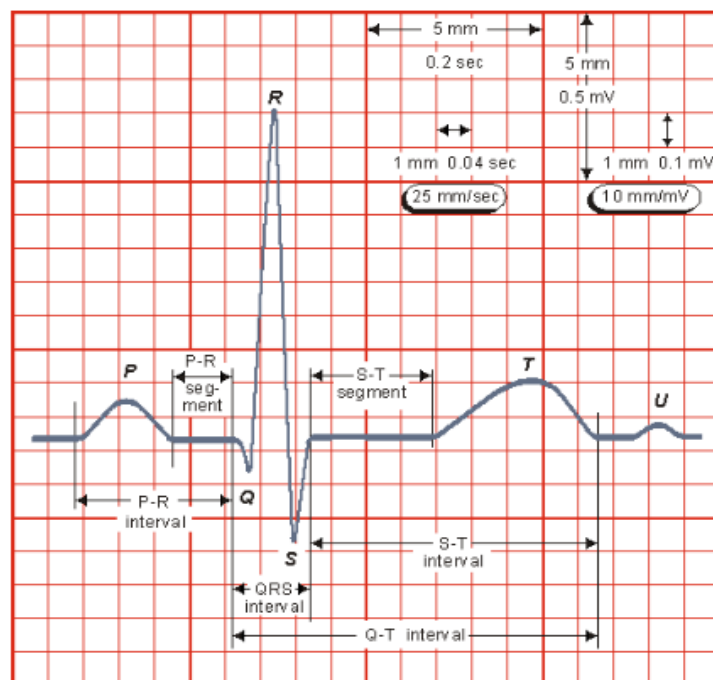 5 mm
0.2 sec
5 mm
0.5 mV
R
1 mm 0.04 sec
1 mm 0.1 mV
25 mm/sec
10 mm/mV
P
P-R
seg-
ment
S-T
segment
T
U
Q
P-R
interval
S
S-T
interval
QRS
interval
Q-T interval